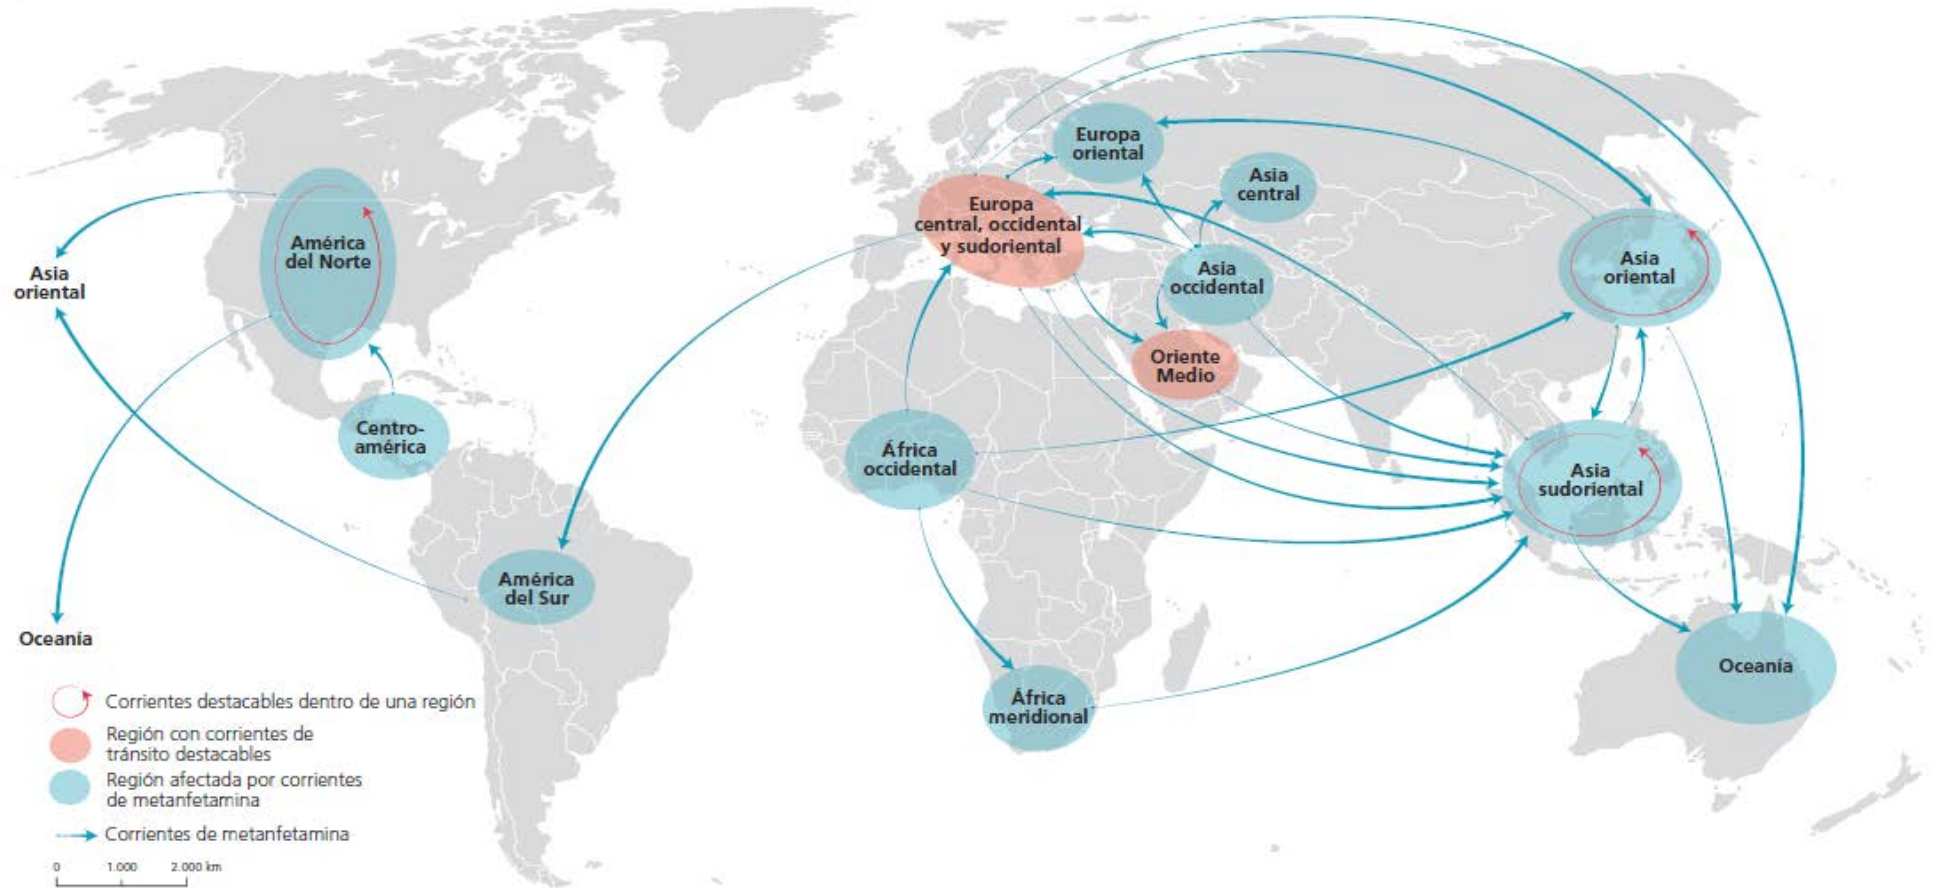 Europa
oriental
Asia
central
Europa
central, occidental
y sudoriental
América
del Norte
Asia
oriental
Asia
occidental
Asia
oriental
Oriente
Medio
Centro-
américa
África
occidental
Asia
sudoriental
América
del Sur
Oceanía
Oceanía
África
meridional
Corrientes destacables dentro de una región
Región con corrientes de
tránsito destacables
Región afectada por corrientes
de metanfetamina
Corrientes de metanfetamina
0 1.000 2.000 km